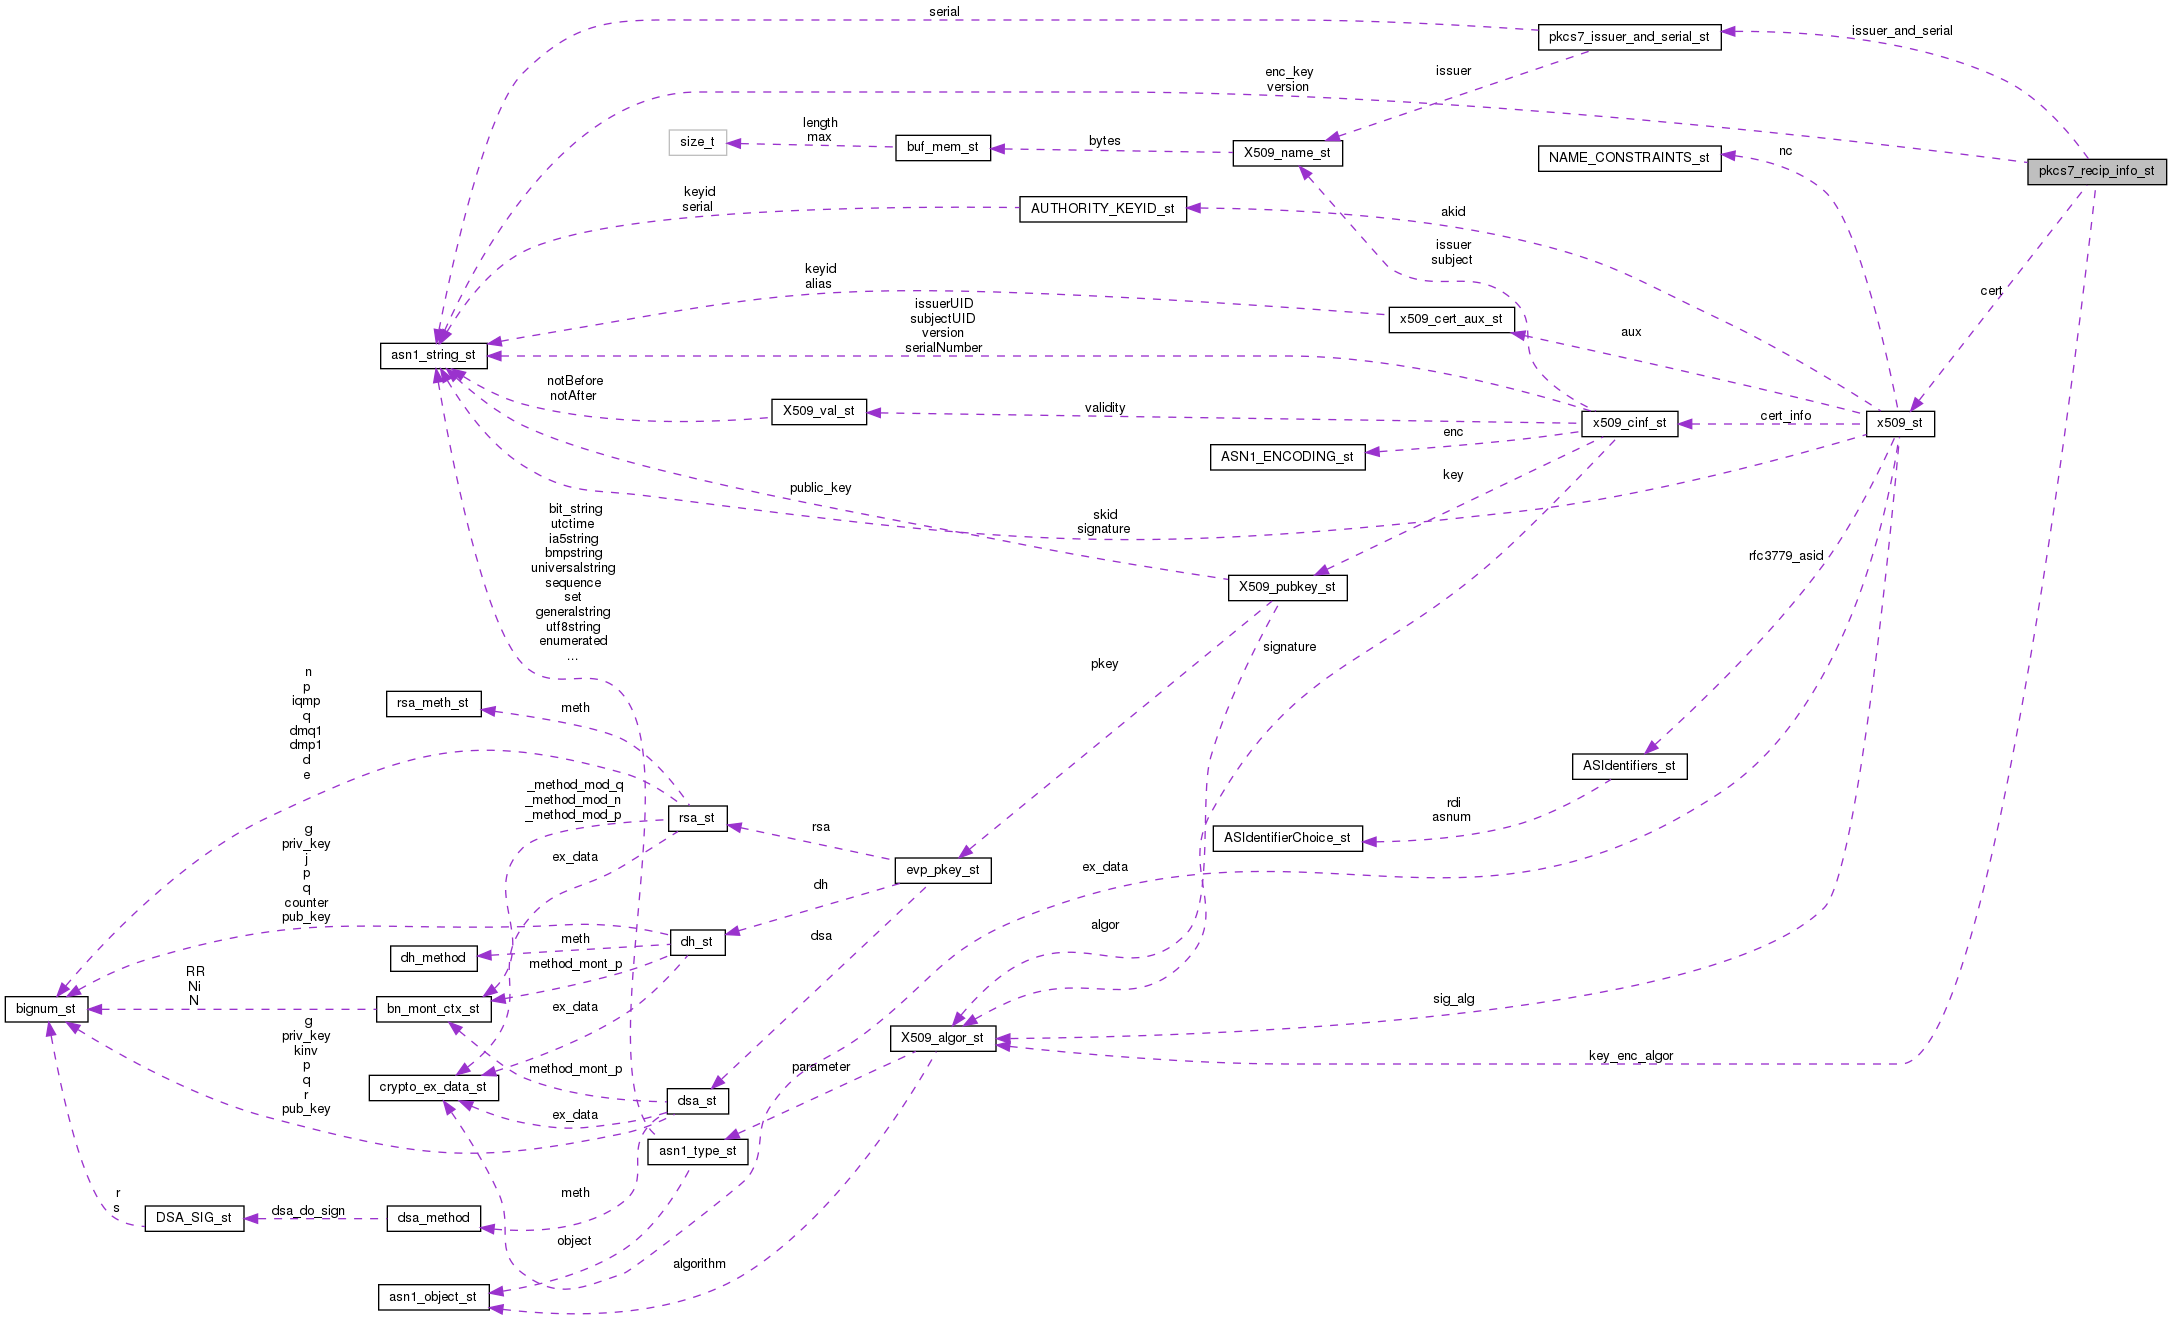 serial
pkcs7_issuer_and_serial_st
issuer_and_serial
issuer
enc_key
version
length
max
size_t
buf_mem_st
bytes
X509_name_st
NAME_CONSTRAINTS_st
nc
pkcs7_recip_info_st
keyid
serial
AUTHORITY_KEYID_st
akid
issuer
subject
cert
keyid
alias
issuerUID
subjectUID
version
serialNumber
x509_cert_aux_st
aux
asn1_string_st
notBefore
notAfter
X509_val_st
validity
x509_cinf_st
cert_info
x509_st
enc
ASN1_ENCODING_st
key
public_key
skid
signature
bit_string
utctime
ia5string
bmpstring
universalstring
sequence
set
generalstring
utf8string
enumerated
...
rfc3779_asid
X509_pubkey_st
signature
pkey
n
p
iqmp
q
dmq1
dmp1
d
e
rsa_meth_st
meth
ASIdentifiers_st
_method_mod_q
_method_mod_n
_method_mod_p
rsa_st
rsa
rdi
asnum
ASIdentifierChoice_st
ex_data
evp_pkey_st
ex_data
g
priv_key
j
p
q
counter
pub_key
dh
dsa
algor
dh_st
meth
dh_method
method_mont_p
RR
Ni
N
bignum_st
bn_mont_ctx_st
ex_data
sig_alg
X509_algor_st
key_enc_algor
g
priv_key
kinv
p
q
r
pub_key
method_mont_p
parameter
crypto_ex_data_st
dsa_st
ex_data
asn1_type_st
r
s
DSA_SIG_st
dsa_do_sign
dsa_method
meth
object
algorithm
asn1_object_st